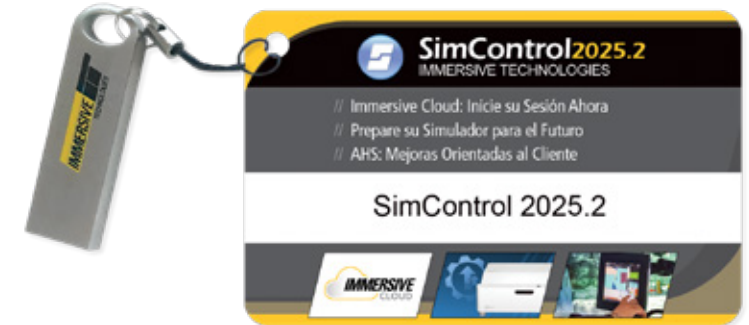 IMMERSIVE
TECHNOLOGIES
SimControl2025.2
IMMERSIVE TECHNOLOGIES
// Immersive Cloud: Inicie su Sesión Ahora
// Prepare su Simulador para el Futuro
// AHS: Mejoras Orientadas al Cliente
SimControl 2025.2
IMMERSIVE
CLOUD